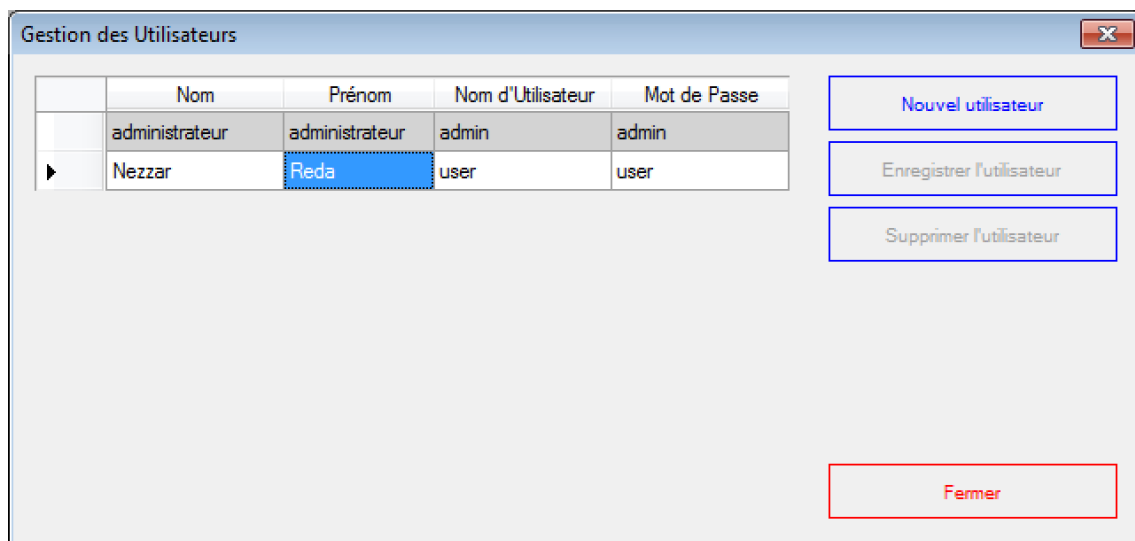 Gestion des Utilisateurs
Nom Prénom Nom d'Utilisateur Mot de Passe
administrateur administrateur admin admin
Nezzar Reda user user
Nouvel utilisateur
Enregistrer l'utilisateur
Supprimer l'utilisateur
Fermer